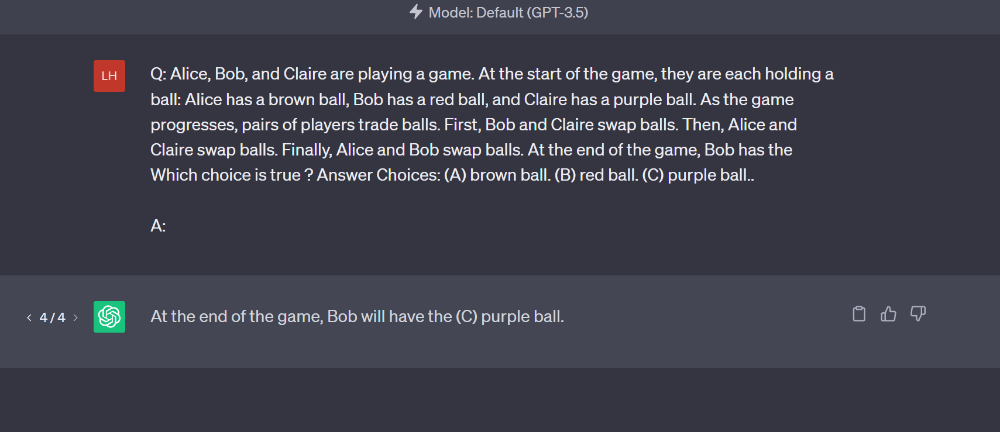 Model: Default (GPT-3.5)
LH
Q: Alice, Bob, and Claire are playing a game. At the start of the game, they are each holding a
ball: Alice has a brown ball, Bob has a red ball, and Claire has a purple ball. As the game
progresses, pairs of players trade balls. First, Bob and Claire swap balls. Then, Alice and
Claire swap balls. Finally, Alice and Bob swap balls. At the end of the game, Bob has the
Which choice is true ? Answer Choices: (A) brown ball. (B) red ball. (C) purple ball..
A:
< 4 / 4 >
At the end of the game, Bob will have the (C) purple ball.